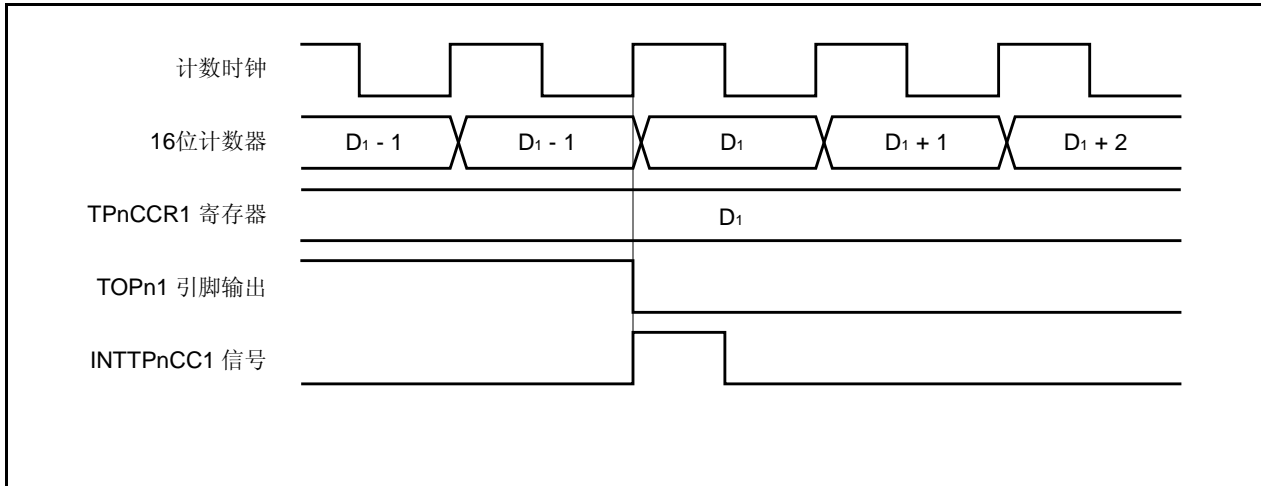 计数时钟
16位计数器 D₁ - 1 D₁ - 1 D₁ D₁ + 1 D₁ + 2
TPnCCR1 寄存器 D₁
TOPn1 引脚输出
INTTPnCC1 信号